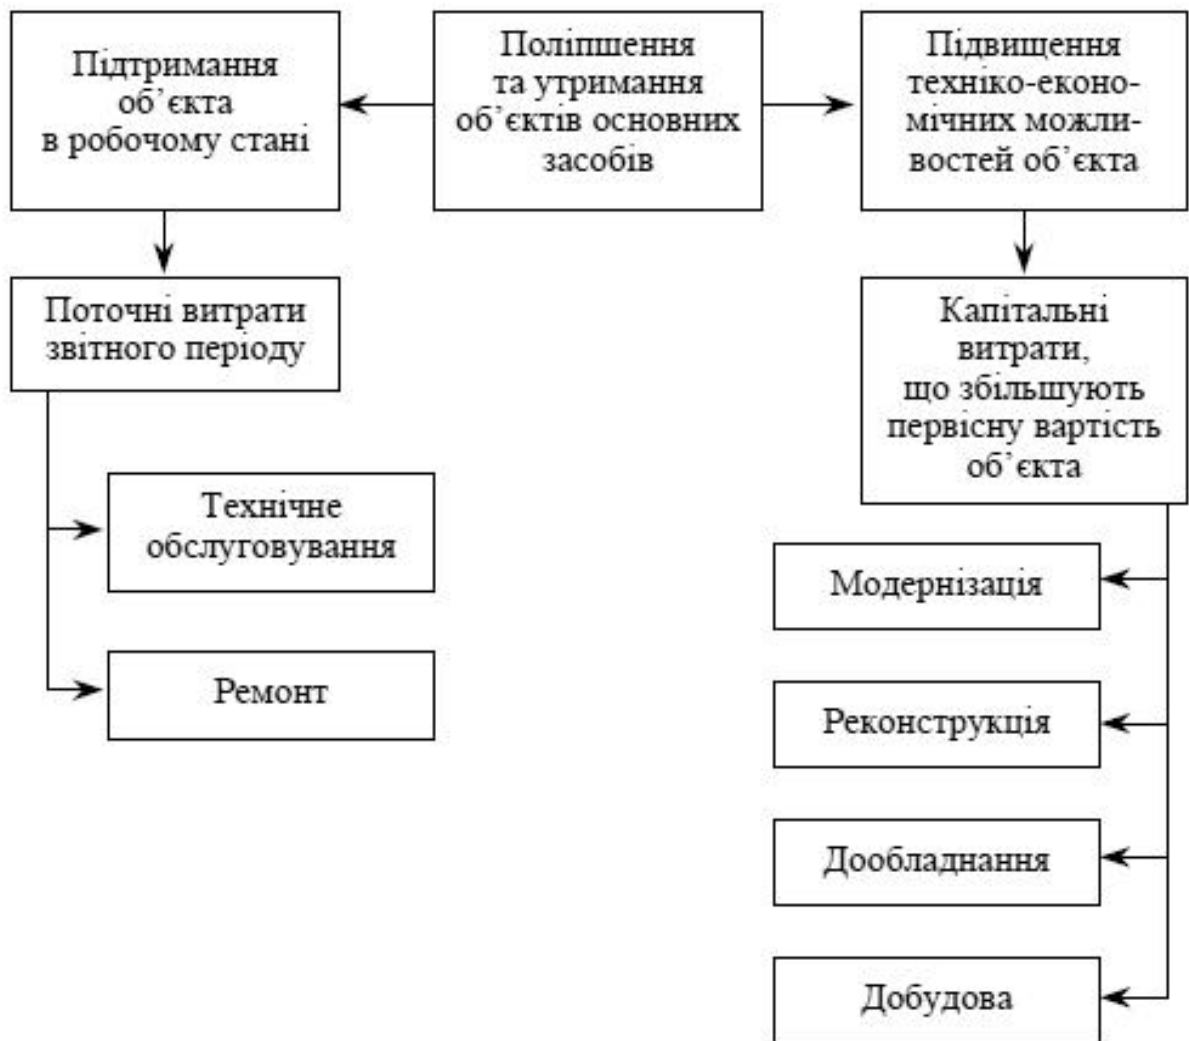 Підтримання
об’єкта
в робочому стані
Поліпшення
та утримання
об’єктів основних
засобів
Підвищення
техніко-еконо-
мічних можли-
востей об’єкта
Поточні витрати
звітного періоду
Капітальні
витрати,
що збільшують
первісну вартість
об’єкта
Технічне
обслуговування
Ремонт
Модернізація
Реконструкція
Дообладнання
Добудова